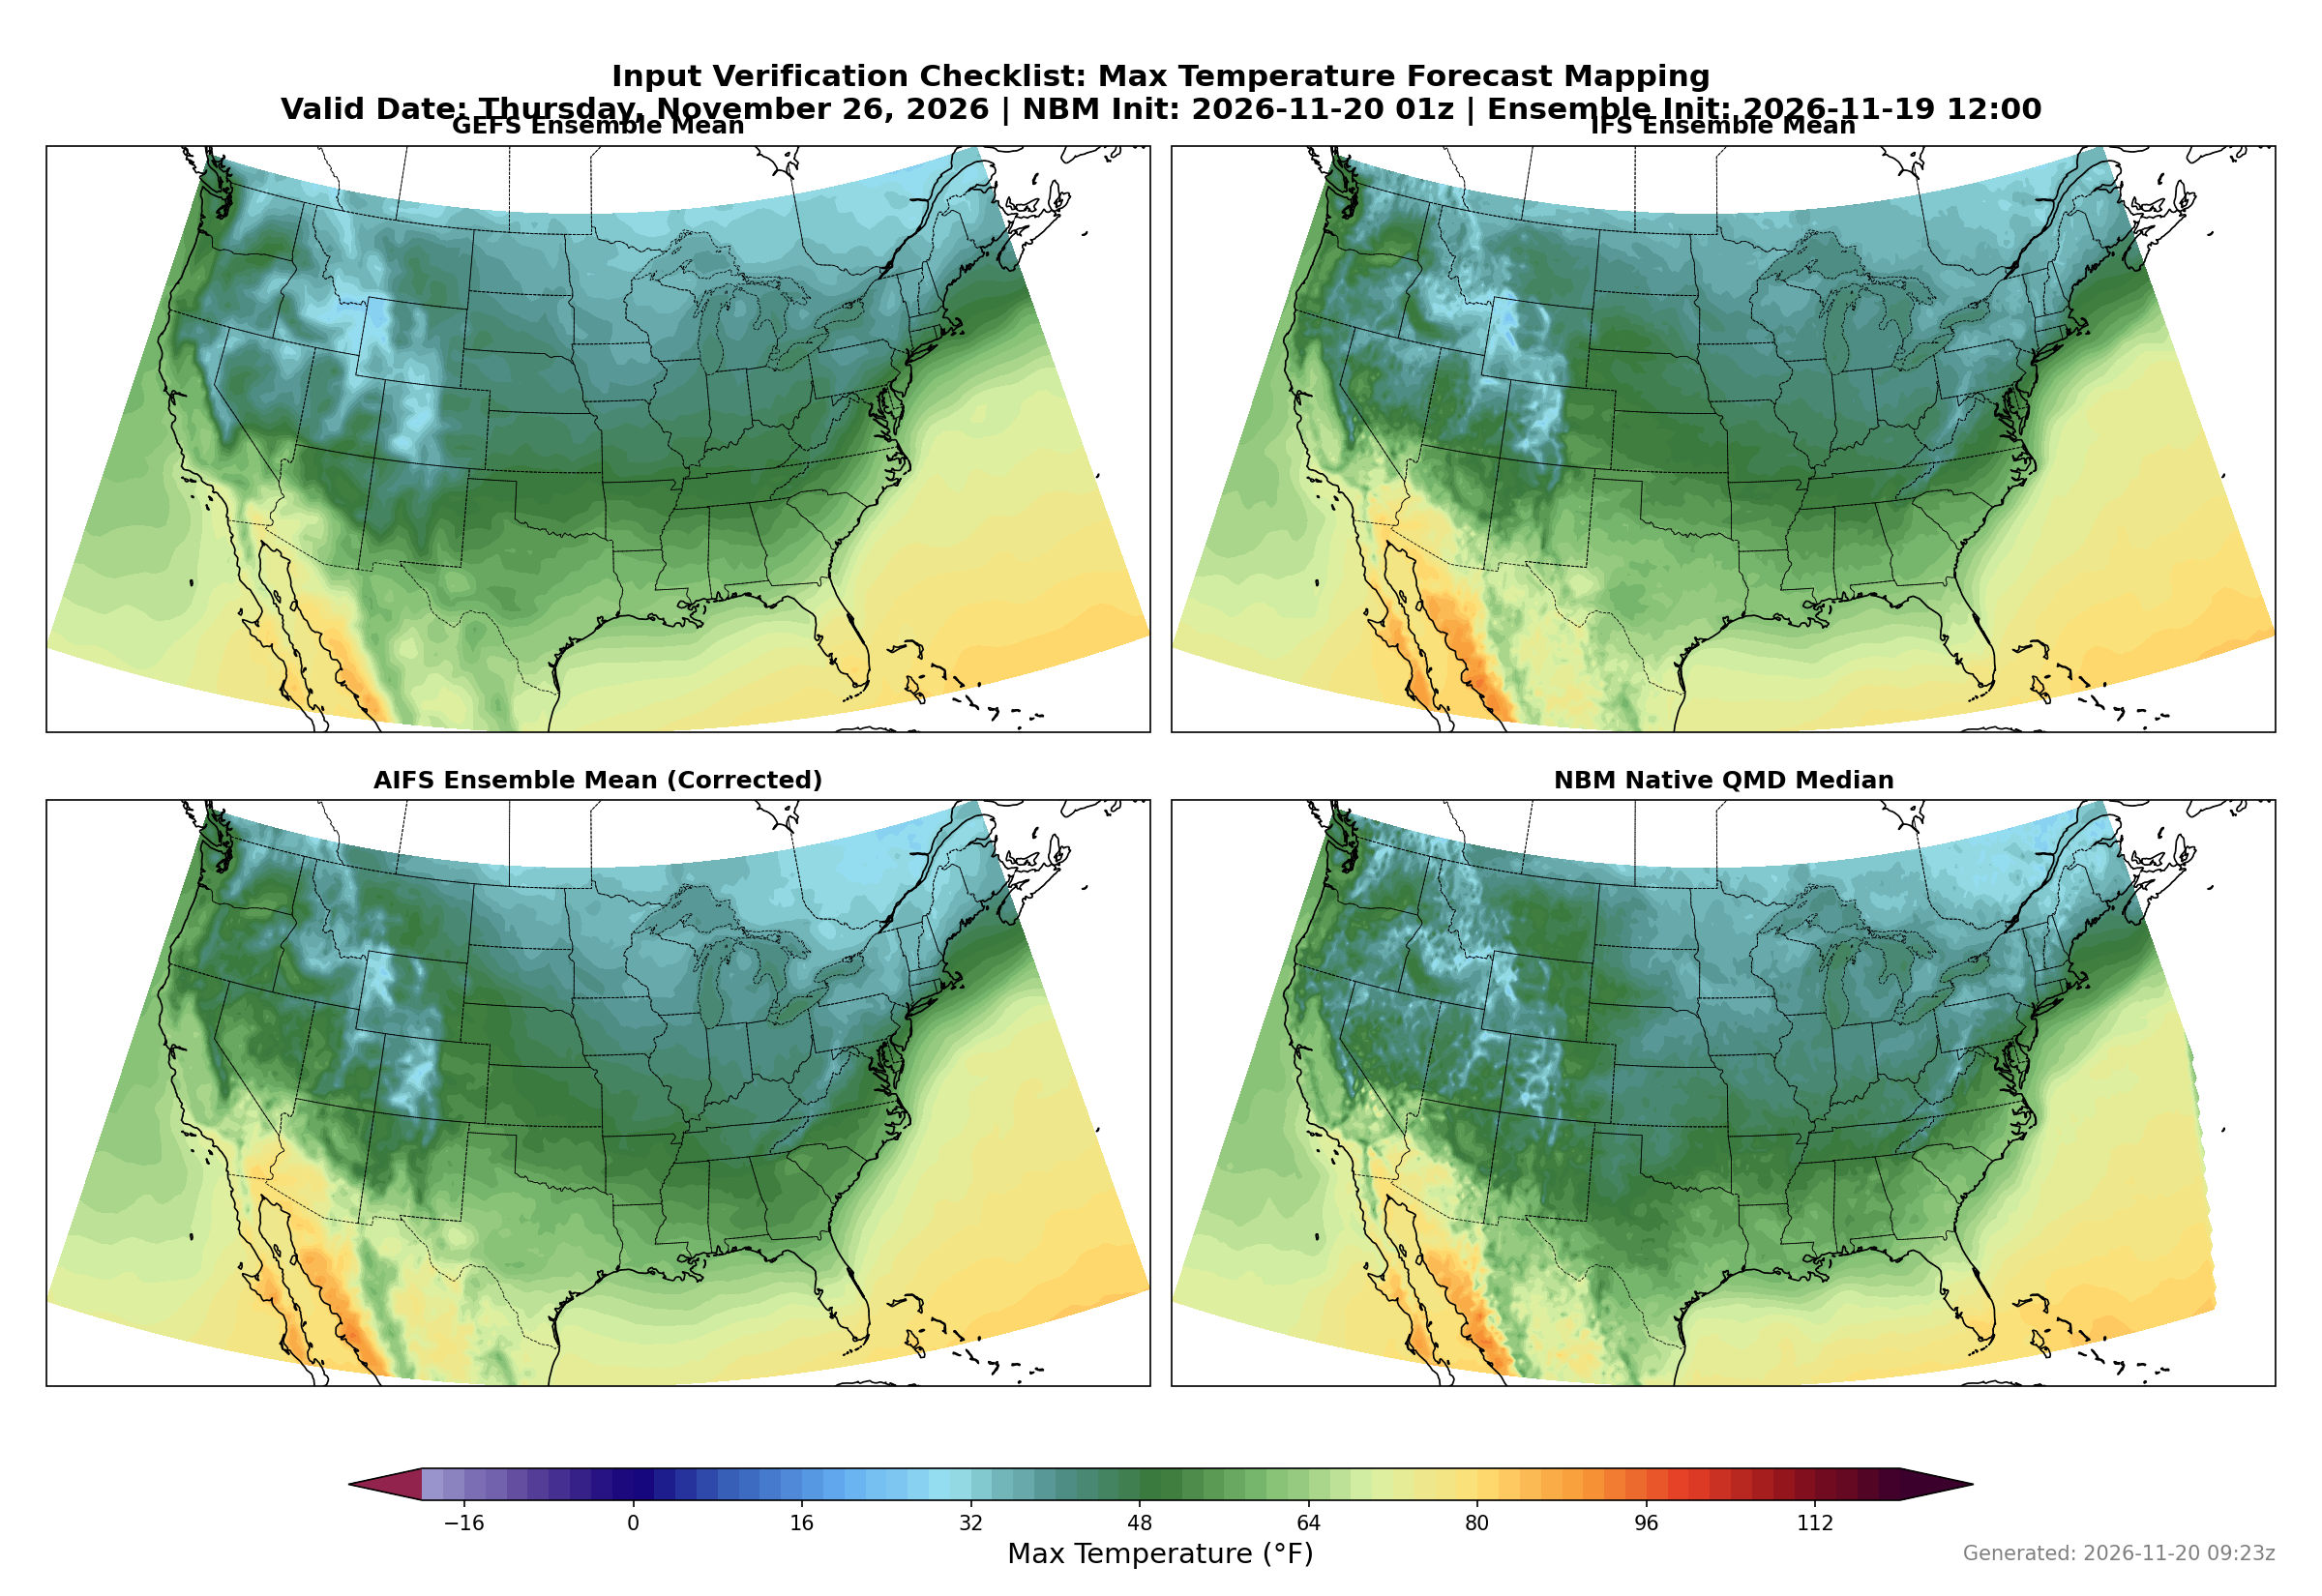 Input Verification Checklist: Max Temperature Forecast Mapping
Valid Date: Thursday, November 26, 2026 | NBM Init: 2026-11-20 01z | Ensemble Init: 2026-11-19 12:00
GEFS Ensemble Mean
IFS Ensemble Mean
AIFS Ensemble Mean (Corrected)
NBM Native QMD Median
−16 0 16 32 48 64 80 96 112
Max Temperature (°F)
Generated: 2026-11-20 09:23z